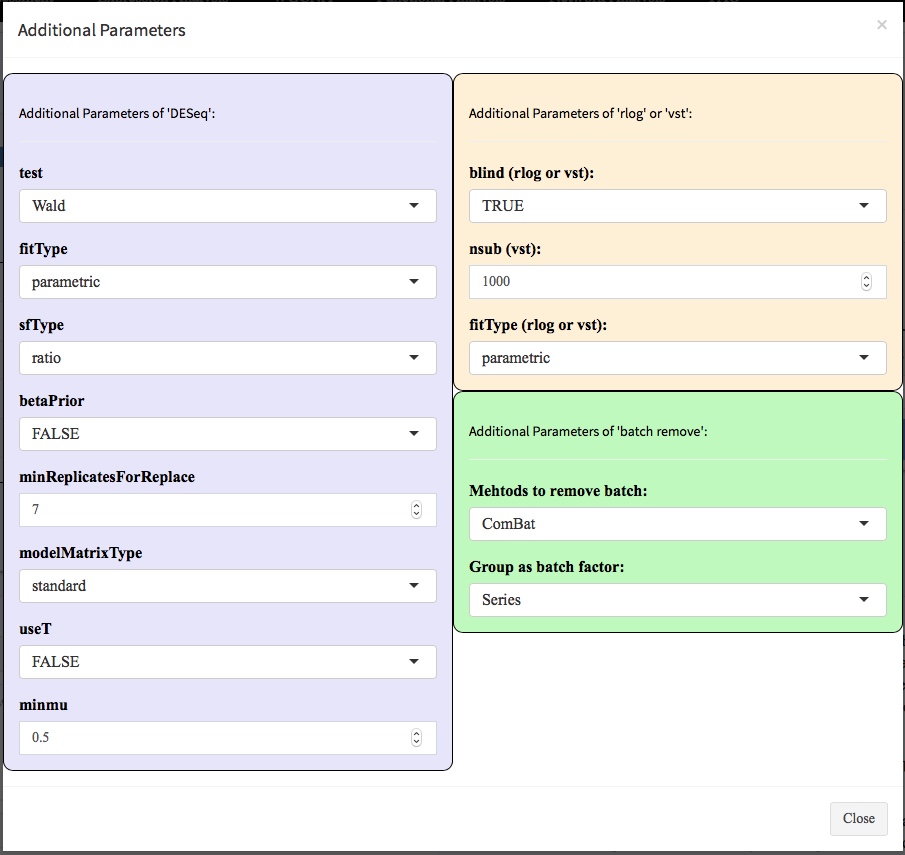 Additional Parameters
×
Additional Parameters of 'DESeq':
test
Wald
fitType
parametric
sfType
ratio
betaPrior
FALSE
minReplicatesForReplace
7
modelMatrixType
standard
useT
FALSE
minmu
0.5
Additional Parameters of 'rlog' or 'vst':
blind (rlog or vst):
TRUE
nsub (vst):
1000
fitType (rlog or vst):
parametric
Additional Parameters of 'batch remove':
Mehtods to remove batch:
ComBat
Group as batch factor:
Series
Close